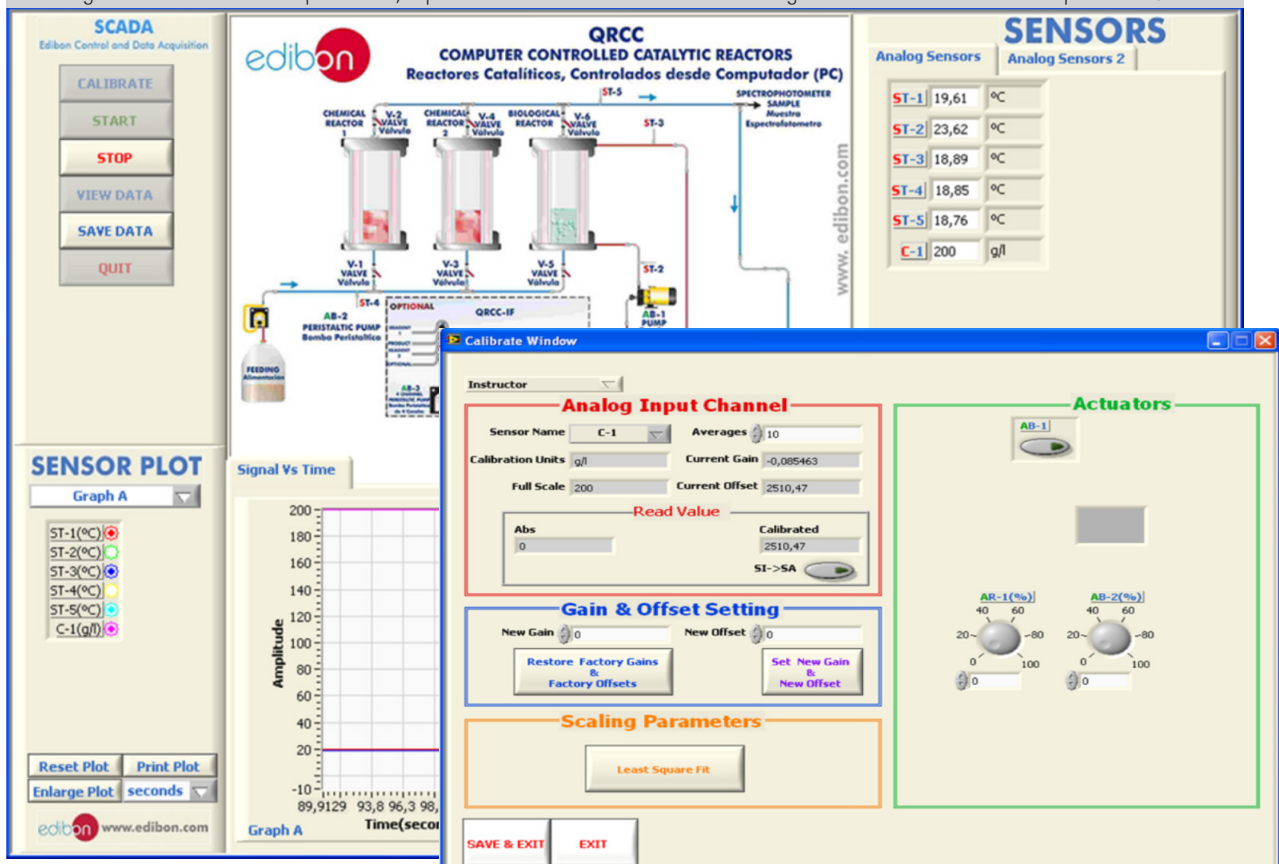 SCADA
Edibon Control and Data Acquisition
CALIBRATE
START
STOP
VIEW DATA
SAVE DATA
QUIT
edibon
QRCC
COMPUTER CONTROLLED CATALYTIC REACTORS
Reactores Catalíticos, Controlados desde Computador (PC)
ST-5
SPECTROPHOTOMETER
SAMPLE
Muestra
Espectrofotometro
CHEMICAL REACTOR 1
V-2 VALVE Válvula
CHEMICAL REACTOR 2
V-4 VALVE Válvula
BIOLOGICAL REACTOR
V-6 VALVE Válvula
ST-3
www. edibon.com
V-1 VALVE Válvula
V-3 VALVE Válvula
V-5 VALVE Válvula
ST-2
ST-4
AB-2
PERISTALTIC PUMP
Bomba Peristaltica
OPTIONAL
QRCC-IF
AB-1
PUMP
FEEDING
Alimentacion
AB-3
SENSORS
Analog Sensors
Analog Sensors 2
ST-1 19,61 ºC
ST-2 23,62 ºC
ST-3 18,89 ºC
ST-4 18,85 ºC
ST-5 18,76 ºC
C-1 200 g/l
SENSOR PLOT
Graph A
ST-1(ºC)
ST-2(ºC)
ST-3(ºC)
ST-4(ºC)
ST-5(ºC)
C-1(g/l)
Reset Plot Print Plot
Enlarge Plot seconds
edibon www.edibon.com
Signal Vs Time
Amplitude
200
180
160
140
120
100
80
60
40
20
-10
89,9129 93,8 96,3 98,
Graph A
Calibrate Window
Instructor
Analog Input Channel
Sensor Name C-1 Averages 10
Calibration Units g/l Current Gain -0,085463
Full Scale 200 Current Offset 2510,47
Read Value
Abs Calibrated
0 2510,47
SI->SA
Gain & Offset Setting
New Gain 0 New Offset 0
Restore Factory Gains
&
Factory Offsets
Set New Gain
&
New Offset
Scaling Parameters
Least Square Fit
SAVE & EXIT EXIT
Actuators
AB-1
AR-1(%) AB-2(%)
40 60 40 60
20 80 20 80
0 100 0 100
0 0